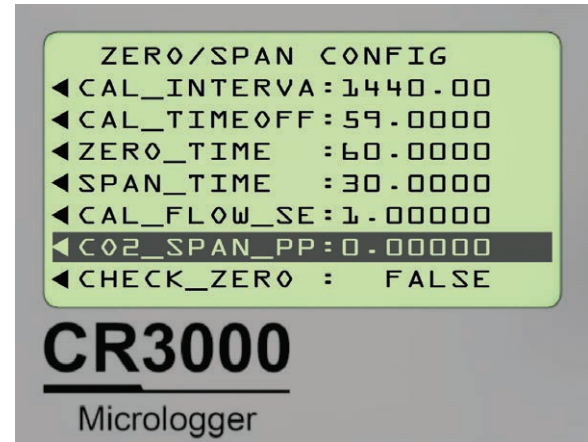 ZERO/SPAN CONFIG
◄CAL_INTERVA:1440.00
◄CAL_TIMEOFF:59.0000
◄ZERO_TIME :60.0000
◄SPAN_TIME :30.0000
◄CAL_FLOW_SE:1.00000
◄CO2_SPAN_PP:0.00000
◄CHECK_ZERO : FALSE
CR3000
Micrologger